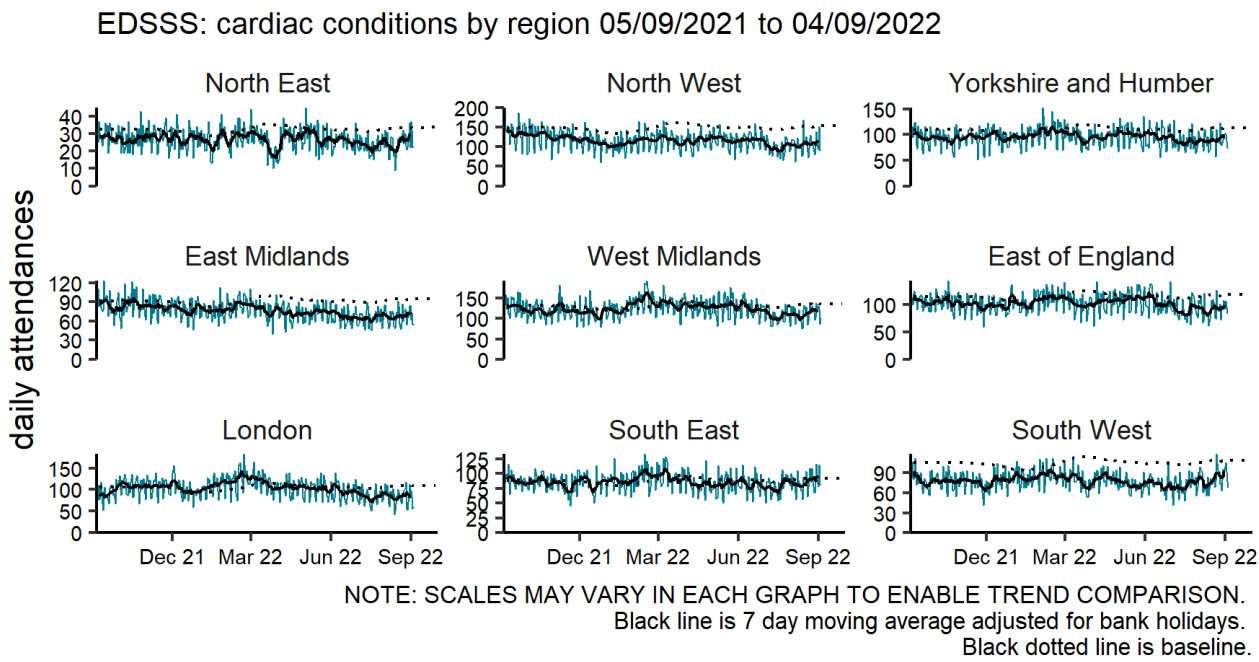 EDSSS: cardiac conditions by region 05/09/2021 to 04/09/2022
North East
North West
Yorkshire and Humber
40
30
20
10
0
200
150
100
50
0
150
100
50
0
daily attendances
East Midlands
West Midlands
East of England
120
90
60
30
0
150
100
50
0
100
50
0
London
South East
South West
150
100
50
0
125
100
75
50
25
0
90
60
30
0
Dec 21 Mar 22 Jun 22 Sep 22
Dec 21 Mar 22 Jun 22 Sep 22
Dec 21 Mar 22 Jun 22 Sep 22
NOTE: SCALES MAY VARY IN EACH GRAPH TO ENABLE TREND COMPARISON.
Black line is 7 day moving average adjusted for bank holidays.
Black dotted line is baseline.